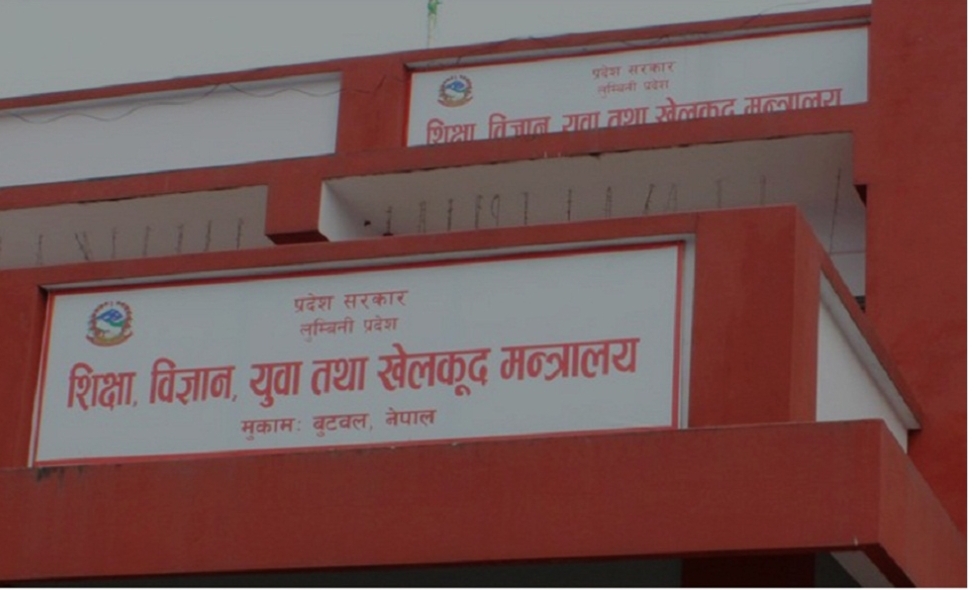 प्रदेश सरकार
लुम्बिनी प्रदेश
शिक्षा, विज्ञान, युवा तथा खेलकूद मन्त्रालय
प्रदेश सरकार
लुम्बिनी प्रदेश
शिक्षा, विज्ञान, युवा तथा खेलकूद मन्त्रालय
मुकामः बुटवल, नेपाल